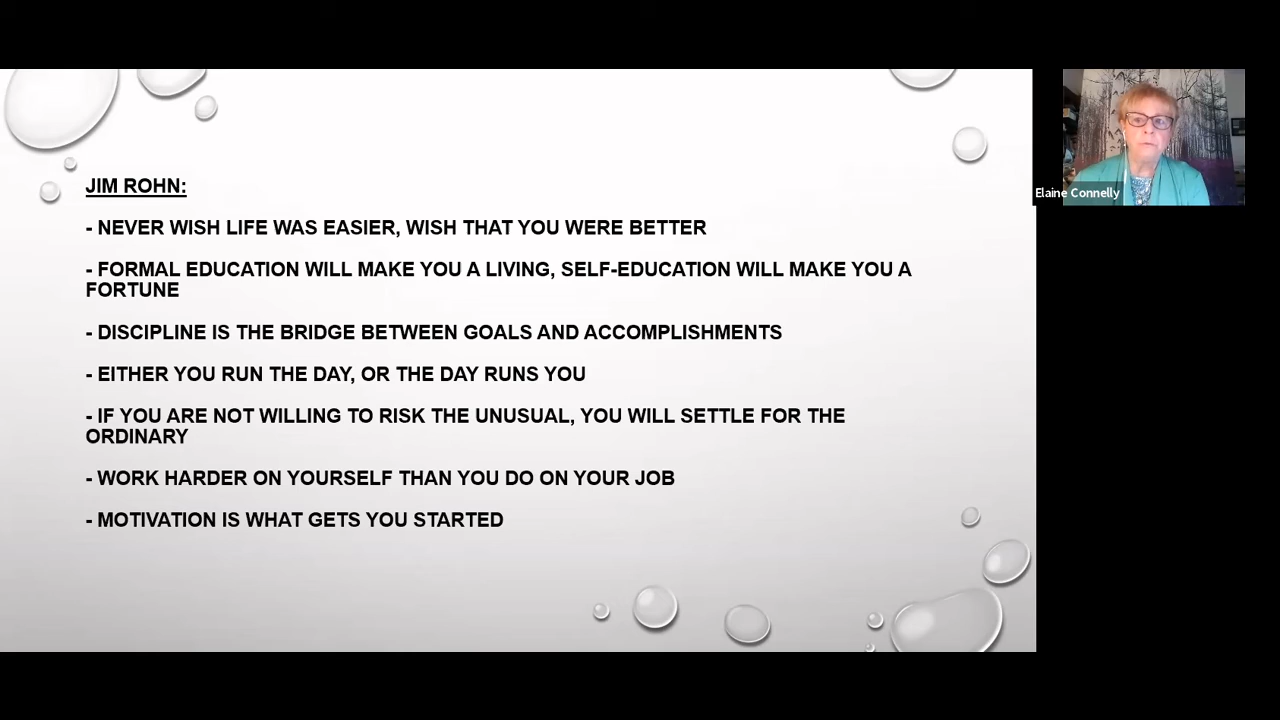 JIM ROHN:
- NEVER WISH LIFE WAS EASIER, WISH THAT YOU WERE BETTER
- FORMAL EDUCATION WILL MAKE YOU A LIVING, SELF-EDUCATION WILL MAKE YOU A
FORTUNE
- DISCIPLINE IS THE BRIDGE BETWEEN GOALS AND ACCOMPLISHMENTS
- EITHER YOU RUN THE DAY, OR THE DAY RUNS YOU
- IF YOU ARE NOT WILLING TO RISK THE UNUSUAL, YOU WILL SETTLE FOR THE
ORDINARY
- WORK HARDER ON YOURSELF THAN YOU DO ON YOUR JOB
- MOTIVATION IS WHAT GETS YOU STARTED
Elaine Connelly